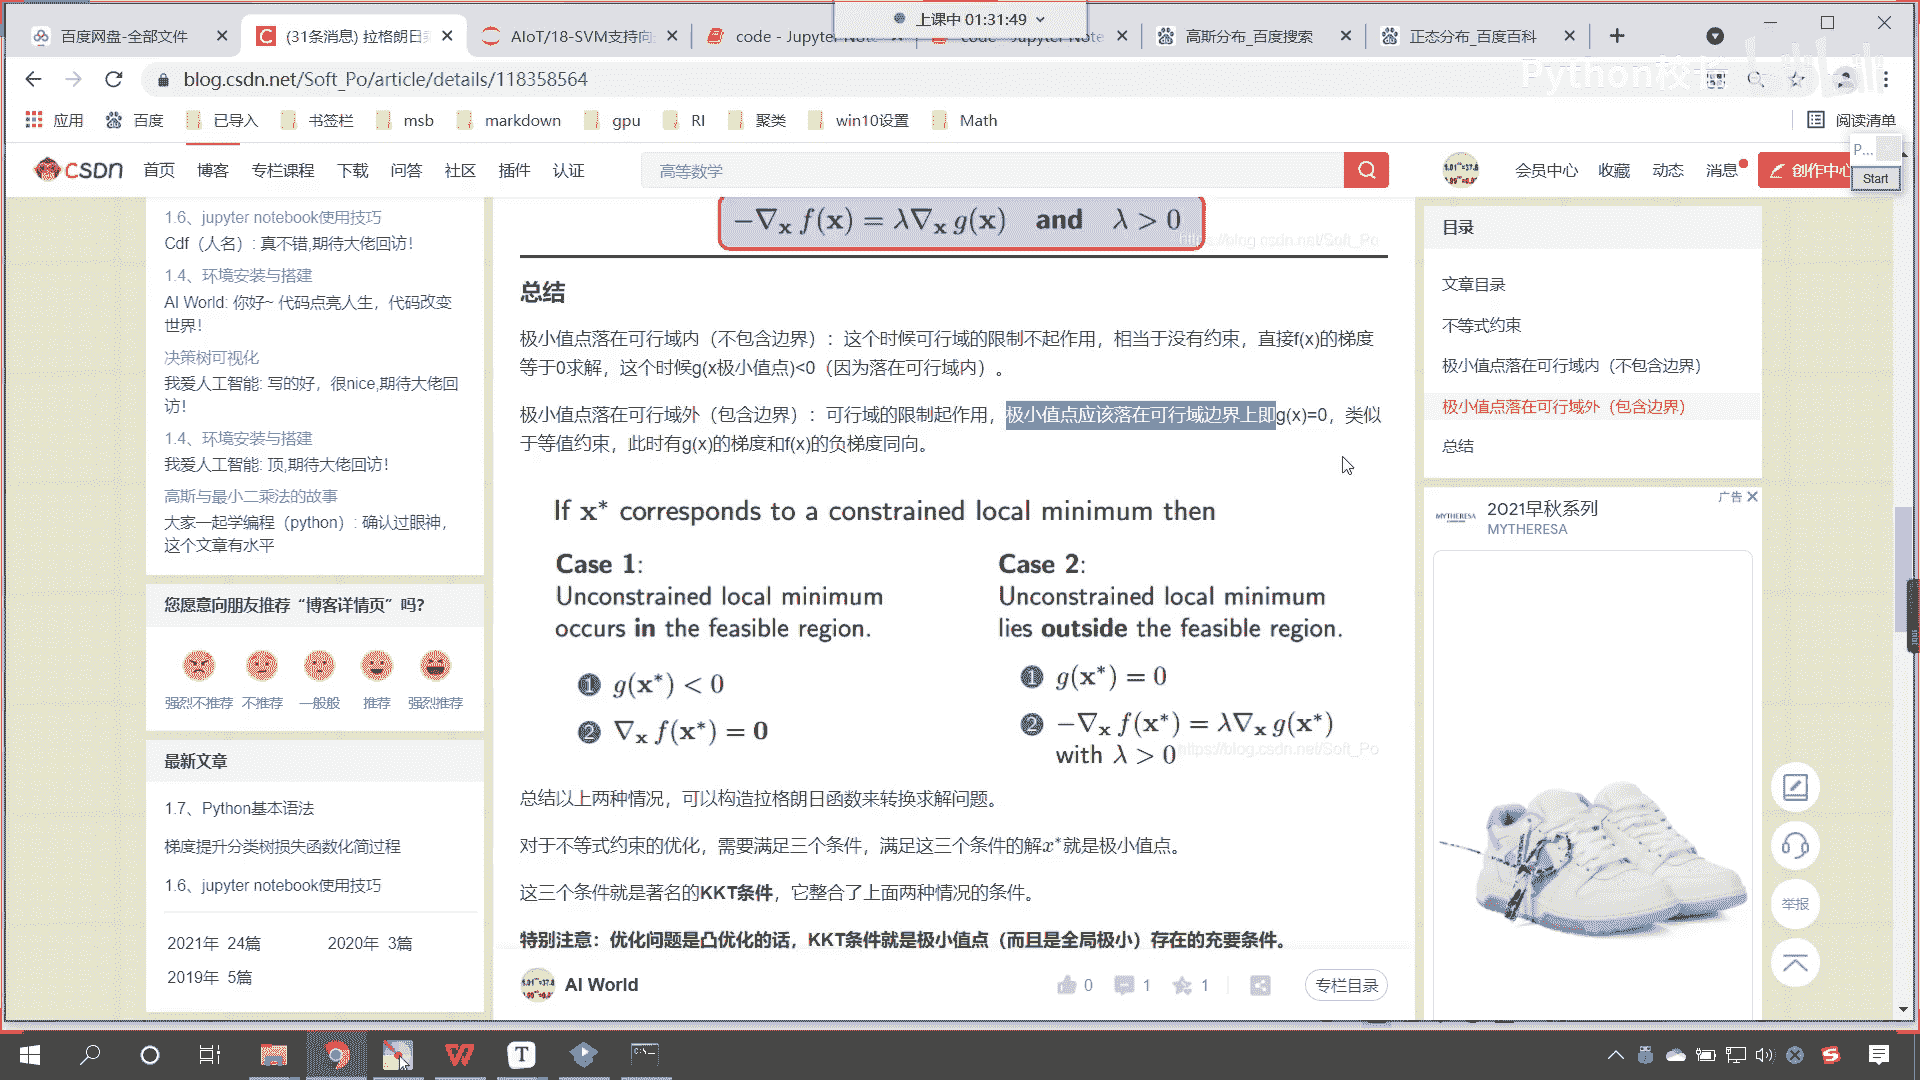 上课中 01:31:49
百度网盘-全部文件
(31条消息) 拉格朗日
AIoT/18-SVM支持向
code - Jupyter Note
code - Jupyter Note
高斯分布_百度搜索
正态分布_百度百科
blog.csdn.net/Soft_Po/article/details/118358564
Python校长
bilibili
应用 百度 已导入 书签栏 msb markdown gpu RI 聚类 win10设置 Math 阅读清单
P...
Start
CSDN 首页 博客 专栏课程 下载 问答 社区 插件 认证 高等数学 会员中心 收藏 动态 消息 创作中心
1.6、jupyter notebook使用技巧
Cdf（人名）: 真不错,期待大佬回访！
1.4、环境安装与搭建
AI World: 你好~ 代码点亮人生，代码改变
世界！
决策树可视化
我爱人工智能: 写的好，很nice,期待大佬回
访！
1.4、环境安装与搭建
我爱人工智能: 顶,期待大佬回访！
高斯与最小二乘法的故事
大家一起学编程（python）: 确认过眼神，
这个文章有水平
您愿意向朋友推荐“博客详情页”吗？
强烈不推荐 不推荐 一般般 推荐 强烈推荐
最新文章
1.7、Python基本语法
梯度提升分类树损失函数化简过程
1.6、jupyter notebook使用技巧
2021年 24篇 2020年 3篇
2019年 5篇
−∇x f(x) = λ∇x g(x) and λ > 0
https://blog.csdn.net/Soft_Po
总结
极小值点落在可行域内（不包含边界）：这个时候可行域的限制不起作用，相当于没有约束，直接f(x)的梯度
等于0求解，这个时候g(x极小值点)<0（因为落在可行域内）。
极小值点落在可行域外（包含边界）：可行域的限制起作用，极小值点应该落在可行域边界上即g(x)=0，类似
于等值约束，此时有g(x)的梯度和f(x)的负梯度同向。
If x* corresponds to a constrained local minimum then
Case 1:
Unconstrained local minimum
occurs in the feasible region.
1 g(x*) < 0
2 ∇x f(x*) = 0
Case 2:
Unconstrained local minimum
lies outside the feasible region.
1 g(x*) = 0
2 −∇x f(x*) = λ∇x g(x*)
with λ > 0
https://blog.csdn.net/Soft_Po
总结以上两种情况，可以构造拉格朗日函数来转换求解问题。
对于不等式约束的优化，需要满足三个条件，满足这三个条件的解x*就是极小值点。
这三个条件就是著名的KKT条件，它整合了上面两种情况的条件。
特别注意：优化问题是凸优化的话，KKT条件就是极小值点（而且是全局极小）存在的充要条件。
AI World 0 1 1 专栏目录
目录
文章目录
不等式约束
极小值点落在可行域内（不包含边界）
极小值点落在可行域外（包含边界）
总结
广告
MYTHERESA
2021早秋系列
MYTHERESA
举报